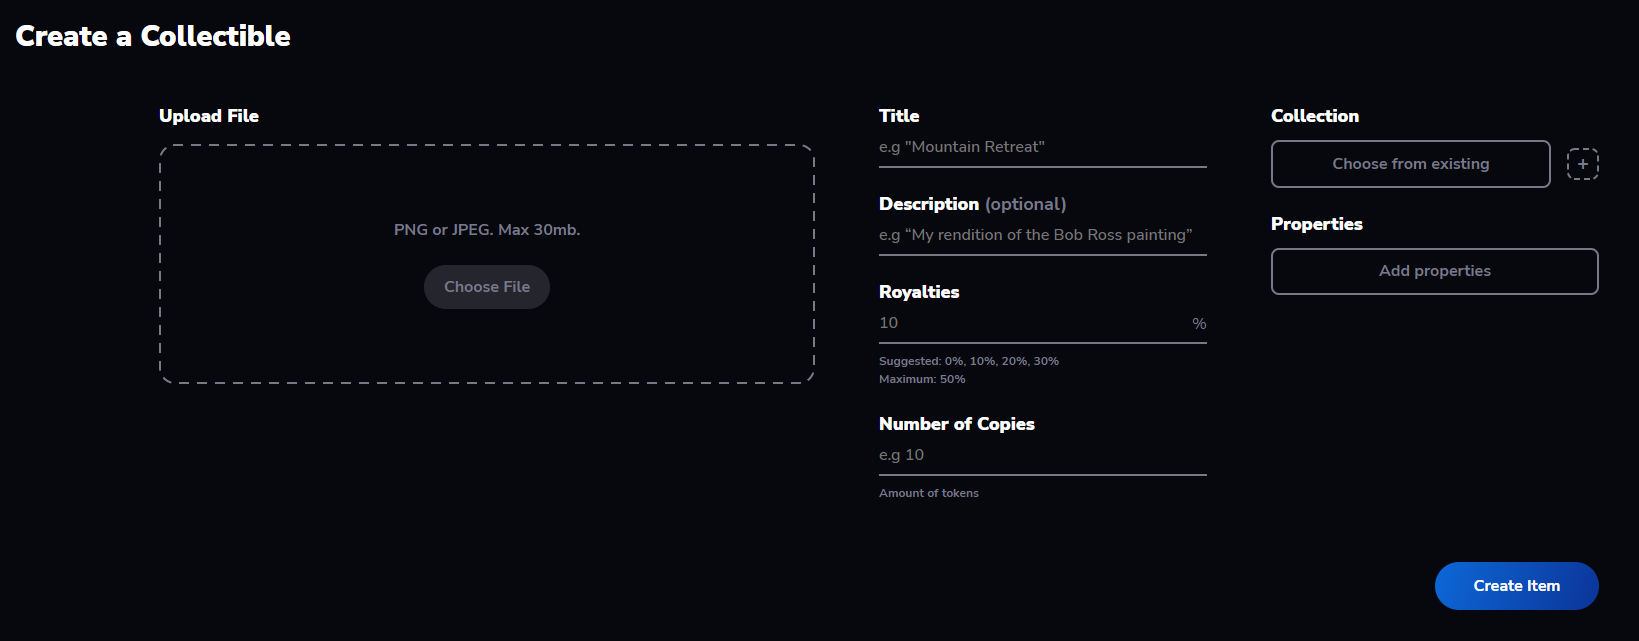 Create a Collectible
Upload File
PNG or JPEG. Max 30mb.
Choose File
Title
e.g "Mountain Retreat"
Description (optional)
e.g “My rendition of the Bob Ross painting”
Royalties
10 %
Suggested: 0%, 10%, 20%, 30%
Maximum: 50%
Number of Copies
e.g 10
Amount of tokens
Collection
Choose from existing +
Properties
Add properties
Create Item